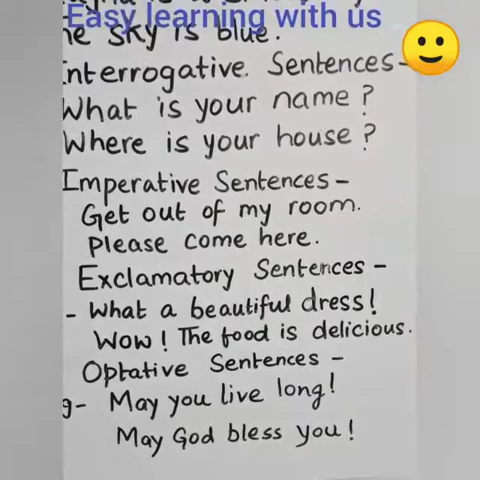 Easy learning with us
he sky is blue.
Interrogative Sentences-
What is your name?
Where is your house?
Imperative Sentences-
Get out of my room.
Please come here.
Exclamatory Sentences-
- What a beautiful dress!
Wow! The food is delicious.
Optative Sentences-
g- May you live long!
May God bless you!